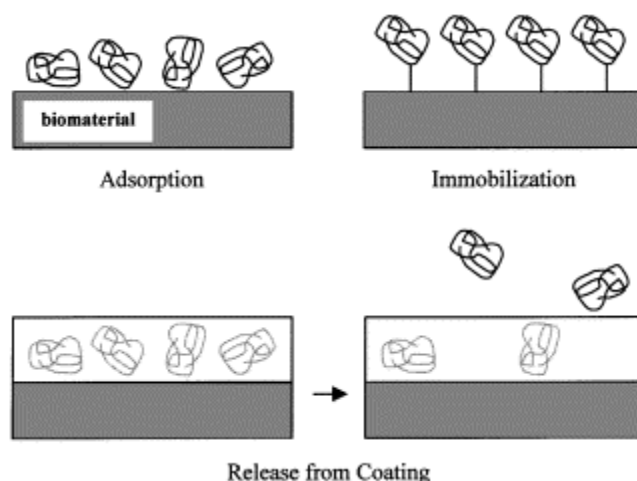 biomaterial
Adsorption
Immobilization
Release from Coating